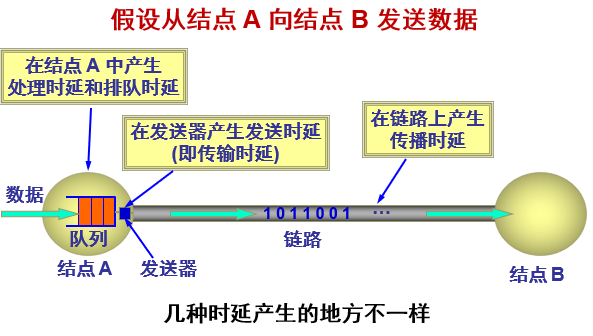 假设从结点 A 向结点 B 发送数据
在结点 A 中产生
处理时延和排队时延
在发送器产生发送时延
(即传输时延)
在链路上产生
传播时延
数据
1 0 1 1 0 0 1 …
队列
链路
结点 A
发送器
结点 B
几种时延产生的地方不一样